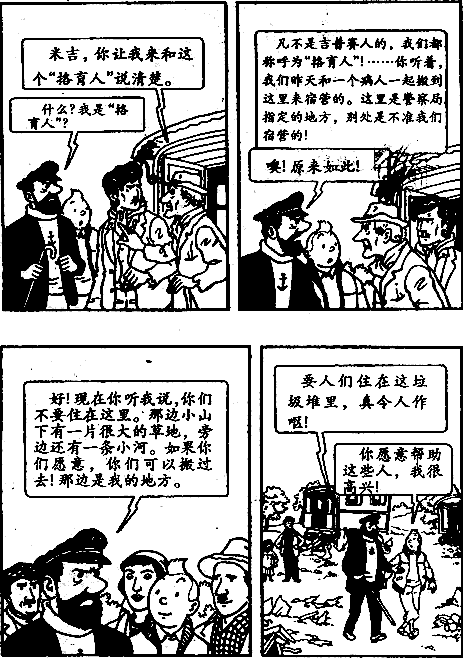 米吉，你让我来和这
个“捁育人”说清楚。
什么？我是“捁
育人”？
凡不是吉普赛人的，我们都
称呼为“捁育人”！……你听着，
我们昨天和一个病人一起搬到
这里来宿营的。这里是警察局
指定的地方，别处是不准我们
宿营的！
噢！原来如此！
好！现在你听我说，你们
不要住在这里。那边小山
下有一片很大的草地，旁
边还有一条小河。如果你
们愿意，你们可以搬过
去！那边是我的地方。
要人们住在这垃
圾堆里，真令人作
呕！
你愿意帮助
这些人，我很
高兴！